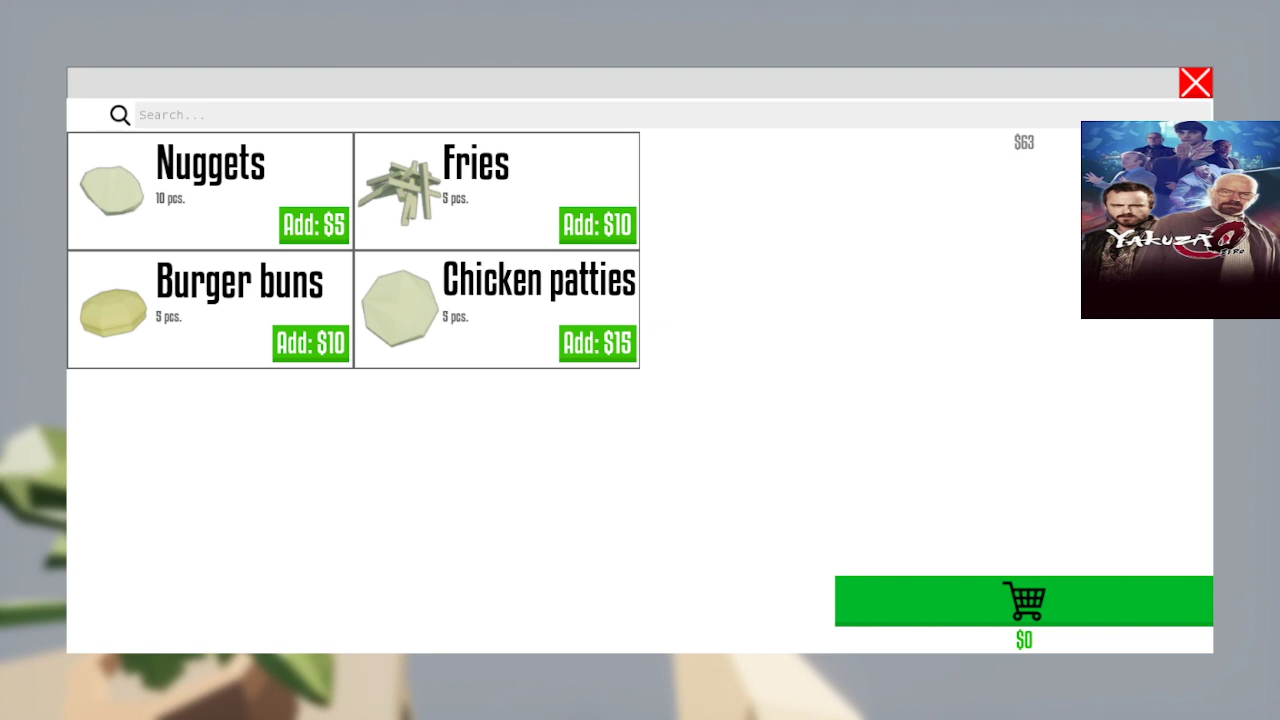 Search...
$63
Nuggets
10 pcs.
Add: $5
Fries
5 pcs.
Add: $10
Burger buns
5 pcs.
Add: $10
Chicken patties
5 pcs.
Add: $15
YAKUZA 0
$0